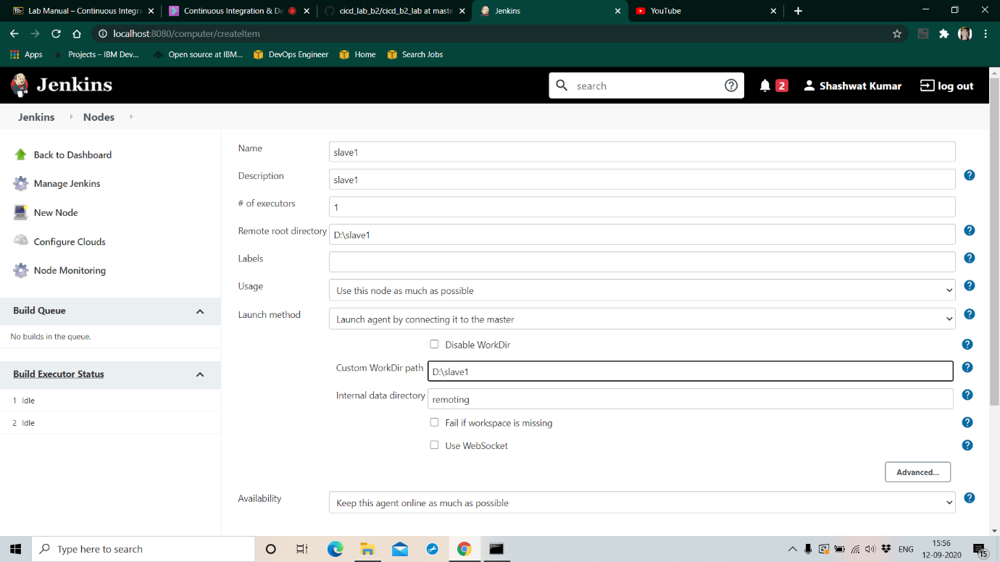 Lab Manual – Continuous Integra
Continuous Integration & De
cicd_lab_b2/cicd_b2_lab at maste
Jenkins
YouTube
localhost:8080/computer/createItem
Apps
Projects – IBM Dev...
Open source at IBM...
DevOps Engineer
Home
Search Jobs
Jenkins
search
2
Shashwat Kumar
log out
Jenkins
Nodes
Back to Dashboard
Manage Jenkins
New Node
Configure Clouds
Node Monitoring
Build Queue
No builds in the queue.
Build Executor Status
1 Idle
2 Idle
Name
slave1
Description
slave1
# of executors
1
Remote root directory
D:\slave1
Labels
Usage
Use this node as much as possible
Launch method
Launch agent by connecting it to the master
Disable WorkDir
Custom WorkDir path
D:\slave1
Internal data directory
remoting
Fail if workspace is missing
Use WebSocket
Advanced...
Availability
Keep this agent online as much as possible
Type here to search
ENG
15:56
12-09-2020
15